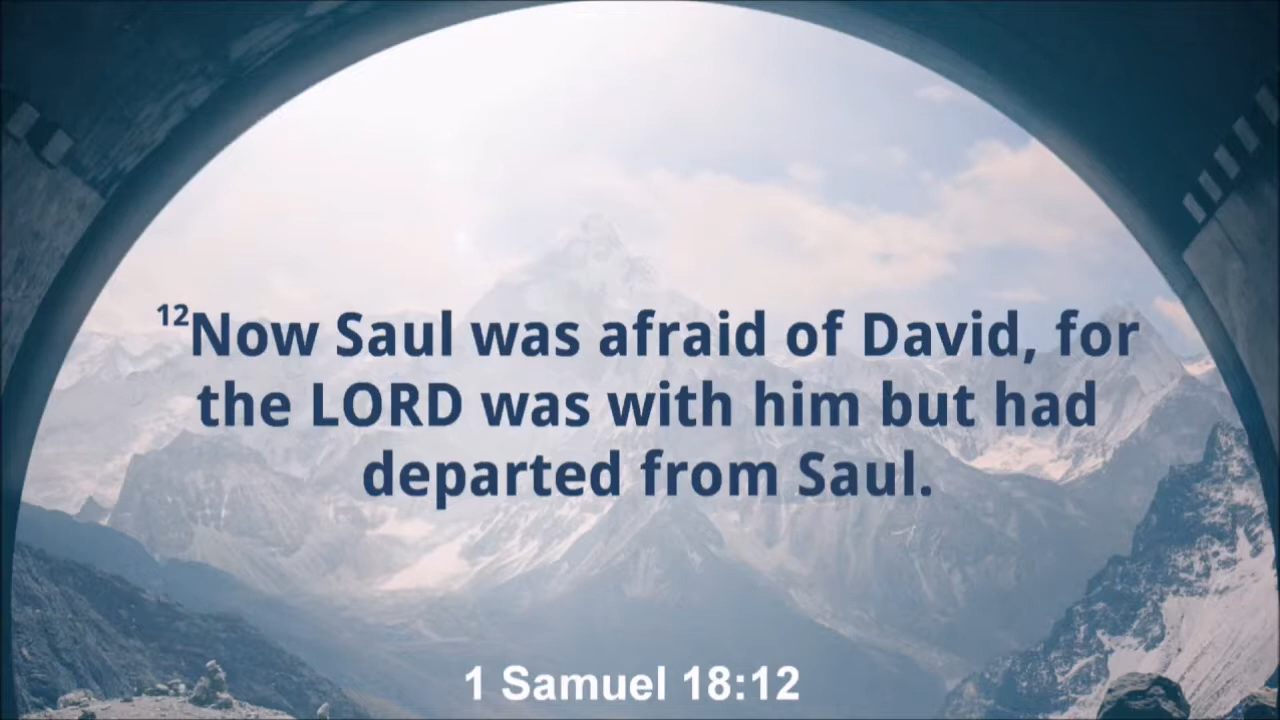 12Now Saul was afraid of David, for
the LORD was with him but had
departed from Saul.
1 Samuel 18:12